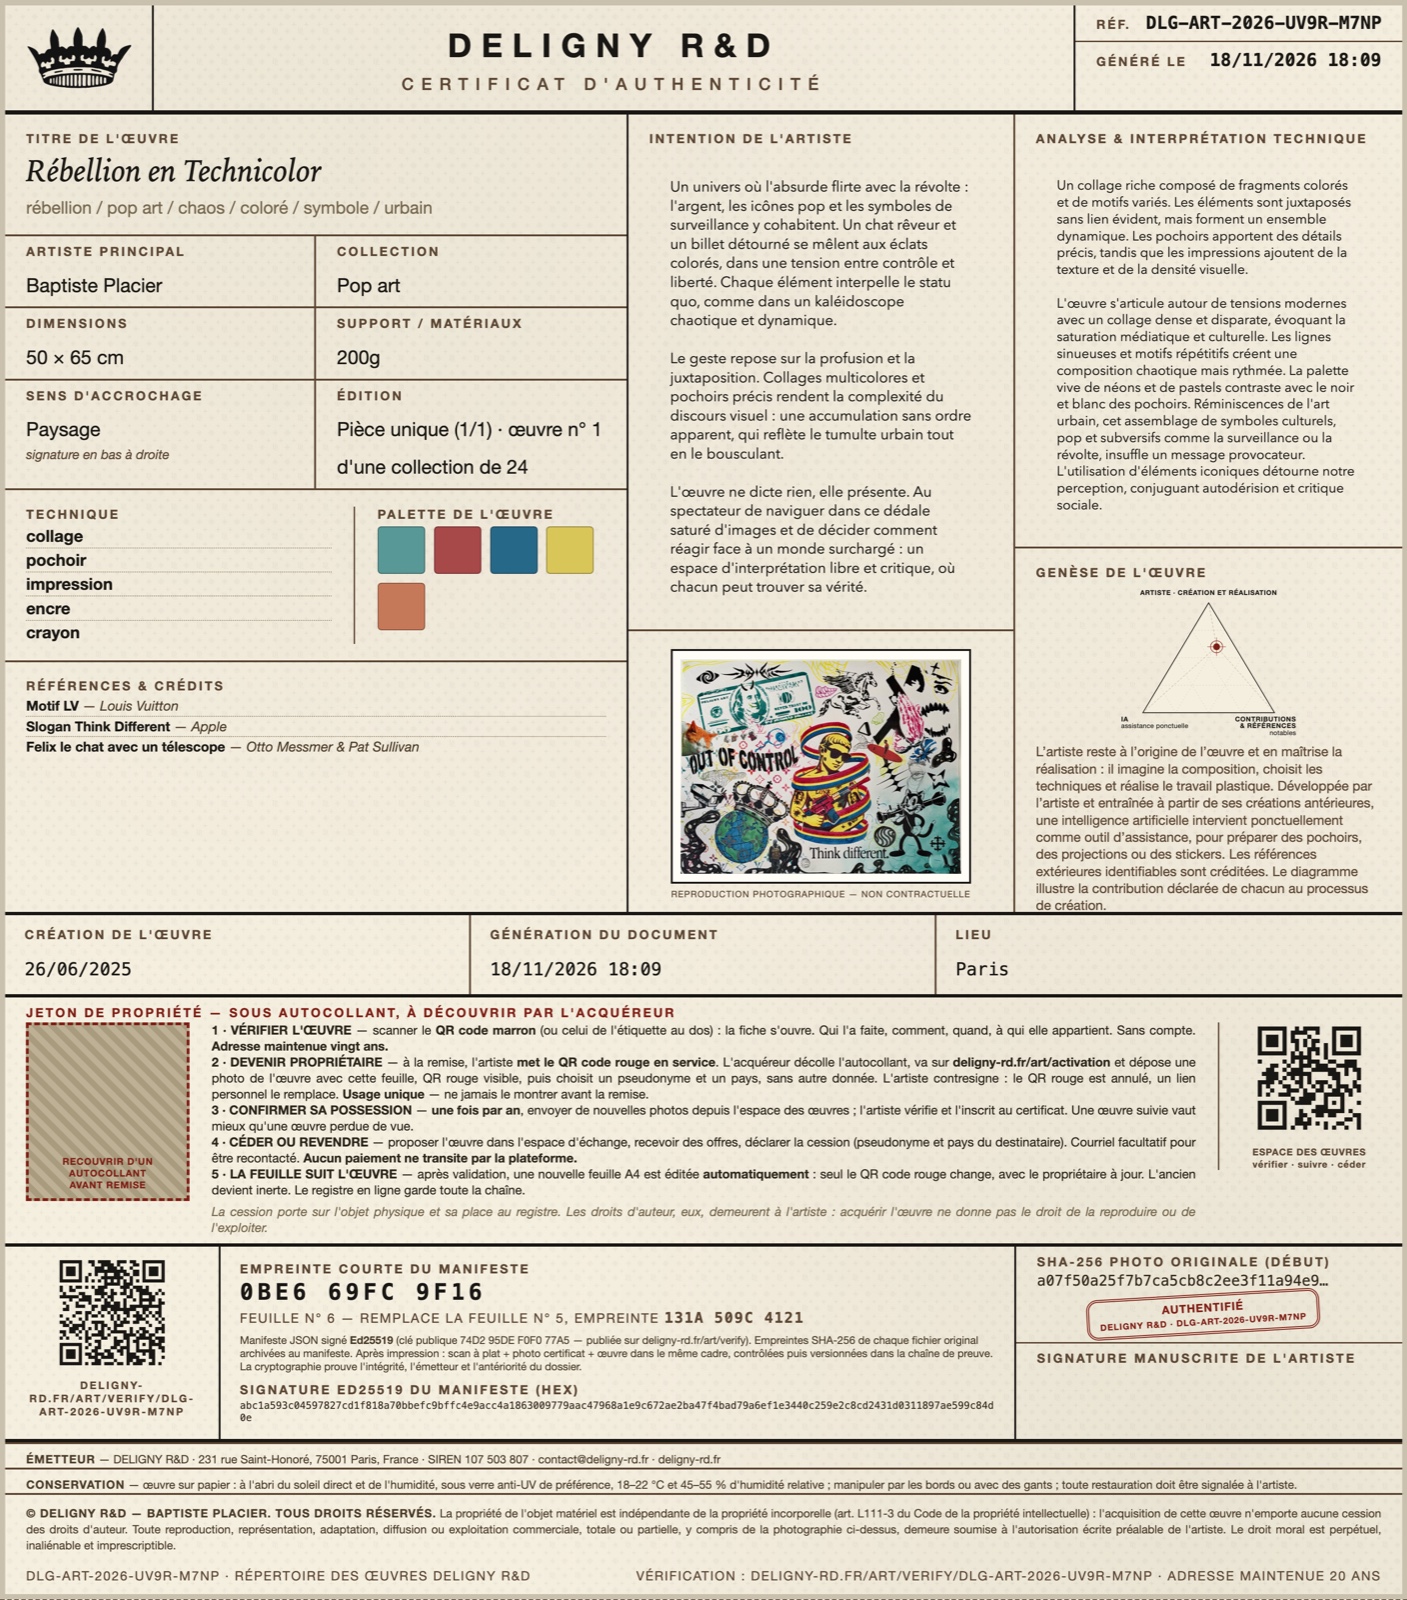 DELIGNY R&D
CERTIFICAT D'AUTHENTICITÉ
RÉF. DLG-ART-2026-UV9R-M7NP
GÉNÉRÉ LE 18/11/2026 18:09
TITRE DE L'ŒUVRE
Rébellion en Technicolor
rébellion / pop art / chaos / coloré / symbole / urbain
ARTISTE PRINCIPAL
Baptiste Placier
COLLECTION
Pop art
DIMENSIONS
50 × 65 cm
SUPPORT / MATÉRIAUX
200g
SENS D'ACCROCHAGE
Paysage
signature en bas à droite
ÉDITION
Pièce unique (1/1) · œuvre n° 1
d'une collection de 24
TECHNIQUE
collage
pochoir
impression
encre
crayon
PALETTE DE L'ŒUVRE
RÉFÉRENCES & CRÉDITS
Motif LV — Louis Vuitton
Slogan Think Different — Apple
Felix le chat avec un télescope — Otto Messmer & Pat Sullivan
INTENTION DE L'ARTISTE
Un univers où l'absurde flirte avec la révolte :
l'argent, les icônes pop et les symboles de
surveillance y cohabitent. Un chat rêveur et
un billet détourné se mêlent aux éclats
colorés, dans une tension entre contrôle et
liberté. Chaque élément interpelle le statu
quo, comme dans un kaléidoscope
chaotique et dynamique.
Le geste repose sur la profusion et la
juxtaposition. Collages multicolores et
pochoirs précis rendent la complexité du
discours visuel : une accumulation sans ordre
apparent, qui reflète le tumulte urbain tout
en le bousculant.
L'œuvre ne dicte rien, elle présente. Au
spectateur de naviguer dans ce dédale
saturé d'images et de décider comment
réagir face à un monde surchargé : un
espace d'interprétation libre et critique, où
chacun peut trouver sa vérité.
100
OUT OF CONTROL
Think different.
REPRODUCTION PHOTOGRAPHIQUE — NON CONTRACTUELLE
ANALYSE & INTERPRÉTATION TECHNIQUE
Un collage riche composé de fragments colorés
et de motifs variés. Les éléments sont juxtaposés
sans lien évident, mais forment un ensemble
dynamique. Les pochoirs apportent des détails
précis, tandis que les impressions ajoutent de la
texture et de la densité visuelle.
L'œuvre s'articule autour de tensions modernes
avec un collage dense et disparate, évoquant la
saturation médiatique et culturelle. Les lignes
sinueuses et motifs répétitifs créent une
composition chaotique mais rythmée. La palette
vive de néons et de pastels contraste avec le noir
et blanc des pochoirs. Réminiscences de l'art
urbain, cet assemblage de symboles culturels,
pop et subversifs comme la surveillance ou la
révolte, insuffle un message provocateur.
L'utilisation d'éléments iconiques détourne notre
perception, conjuguant autodérision et critique
sociale.
GENÈSE DE L'ŒUVRE
ARTISTE · CRÉATION ET RÉALISATION
IA
assistance ponctuelle
CONTRIBUTIONS
& RÉFÉRENCES
notables
L'artiste reste à l'origine de l'œuvre et en maîtrise la
réalisation : il imagine la composition, choisit les
techniques et réalise le travail plastique. Développée par
l'artiste et entraînée à partir de ses créations antérieures,
une intelligence artificielle intervient ponctuellement
comme outil d'assistance, pour préparer des pochoirs,
des projections ou des stickers. Les références
extérieures identifiables sont créditées. Le diagramme
illustre la contribution déclarée de chacun au processus
de création.
CRÉATION DE L'ŒUVRE
26/06/2025
GÉNÉRATION DU DOCUMENT
18/11/2026 18:09
LIEU
Paris
JETON DE PROPRIÉTÉ — SOUS AUTOCOLLANT, À DÉCOUVRIR PAR L'ACQUÉREUR
RECOUVRIR D'UN
AUTOCOLLANT
AVANT REMISE
1 · VÉRIFIER L'ŒUVRE — scanner le QR code marron (ou celui de l'étiquette au dos) : la fiche s'ouvre. Qui l'a faite, comment, quand, à qui elle appartient. Sans compte.
Adresse maintenue vingt ans.
2 · DEVENIR PROPRIÉTAIRE — à la remise, l'artiste met le QR code rouge en service. L'acquéreur décolle l'autocollant, va sur deligny-rd.fr/art/activation et dépose une
photo de l'œuvre avec cette feuille, QR rouge visible, puis choisit un pseudonyme et un pays, sans autre donnée. L'artiste contresigne : le QR rouge est annulé, un lien
personnel le remplace. Usage unique — ne jamais le montrer avant la remise.
3 · CONFIRMER SA POSSESSION — une fois par an, envoyer de nouvelles photos depuis l'espace des œuvres ; l'artiste vérifie et l'inscrit au certificat. Une œuvre suivie vaut
mieux qu'une œuvre perdue de vue.
4 · CÉDER OU REVENDRE — proposer l'œuvre dans l'espace d'échange, recevoir des offres, déclarer la cession (pseudonyme et pays du destinataire). Courriel facultatif pour
être recontacté. Aucun paiement ne transite par la plateforme.
5 · LA FEUILLE SUIT L'ŒUVRE — après validation, une nouvelle feuille A4 est éditée automatiquement : seul le QR code rouge change, avec le propriétaire à jour. L'ancien
devient inerte. Le registre en ligne garde toute la chaîne.
La cession porte sur l'objet physique et sa place au registre. Les droits d'auteur, eux, demeurent à l'artiste : acquérir l'œuvre ne donne pas le droit de la reproduire ou de
l'exploiter.
ESPACE DES ŒUVRES
vérifier · suivre · céder
DELIGNY-
RD.FR/ART/VERIFY/DLG-
ART-2026-UV9R-M7NP
EMPREINTE COURTE DU MANIFESTE
0BE6 69FC 9F16
FEUILLE N° 6 — REMPLACE LA FEUILLE N° 5, EMPREINTE 131A 509C 4121
Manifeste JSON signé Ed25519 (clé publique 74D2 95DE F0F0 77A5 — publiée sur deligny-rd.fr/art/verify). Empreintes SHA-256 de chaque fichier original
archivées au manifeste. Après impression : scan à plat + photo certificat + œuvre dans le même cadre, contrôlées puis versionnées dans la chaîne de preuve.
La cryptographie prouve l'intégrité, l'émetteur et l'antériorité du dossier.
SIGNATURE ED25519 DU MANIFESTE (HEX)
abc1a593c04597827cd1f818a70bbefc9bffc4e9acc4a1863009779aac47968a1e9c672ae2ba47f4bad79a6ef1e3440c259e2c8cd2431d0311897ae599c84d
0e
SHA-256 PHOTO ORIGINALE (DÉBUT)
a07f50a25f7b7ca5cb8c2ee3f11a94e9…
AUTHENTIFIÉ
DELIGNY R&D · DLG-ART-2026-UV9R-M7NP
SIGNATURE MANUSCRITE DE L'ARTISTE
ÉMETTEUR — DELIGNY R&D · 231 rue Saint-Honoré, 75001 Paris, France · SIREN 107 503 807 · contact@deligny-rd.fr · deligny-rd.fr
CONSERVATION — œuvre sur papier : à l'abri du soleil direct et de l'humidité, sous verre anti-UV de préférence, 18–22 °C et 45–55 % d'humidité relative ; manipuler par les bords ou avec des gants ; toute restauration doit être signalée à l'artiste.
© DELIGNY R&D — BAPTISTE PLACIER. TOUS DROITS RÉSERVÉS. La propriété de l'objet matériel est indépendante de la propriété incorporelle (art. L111-3 du Code de la propriété intellectuelle) : l'acquisition de cette œuvre n'emporte aucune cession
des droits d'auteur. Toute reproduction, représentation, adaptation, diffusion ou exploitation commerciale, totale ou partielle, y compris de la photographie ci-dessus, demeure soumise à l'autorisation écrite préalable de l'artiste. Le droit moral est perpétuel,
inaliénable et imprescriptible.
DLG-ART-2026-UV9R-M7NP · RÉPERTOIRE DES ŒUVRES DELIGNY R&D
VÉRIFICATION : DELIGNY-RD.FR/ART/VERIFY/DLG-ART-2026-UV9R-M7NP · ADRESSE MAINTENUE 20 ANS